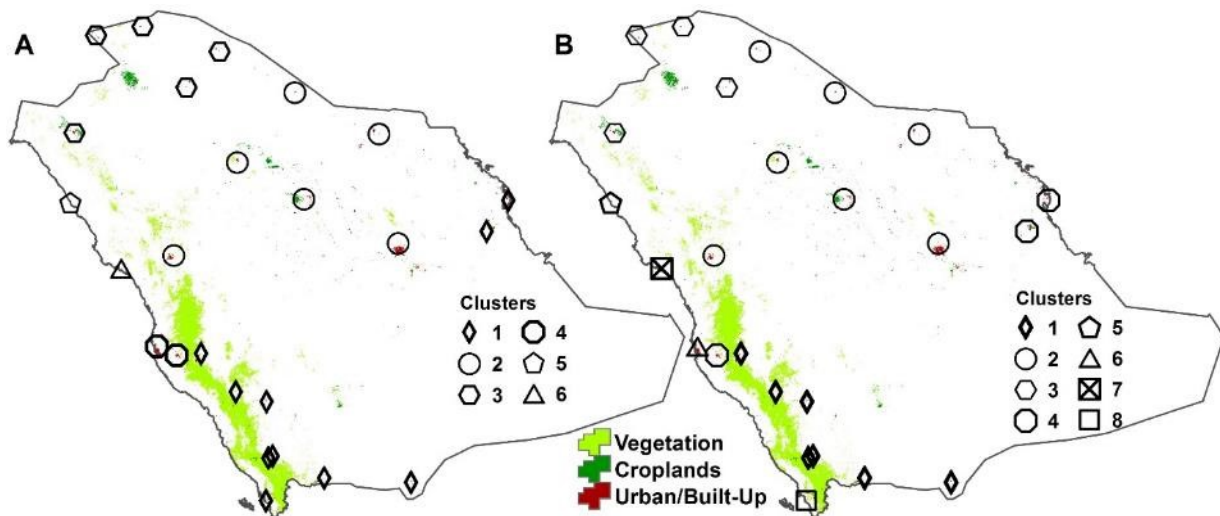 A
B
Clusters
1 4
2 5
3 6
Clusters
1 5
2 6
3 7
4 8
Vegetation
Croplands
Urban/Built-Up